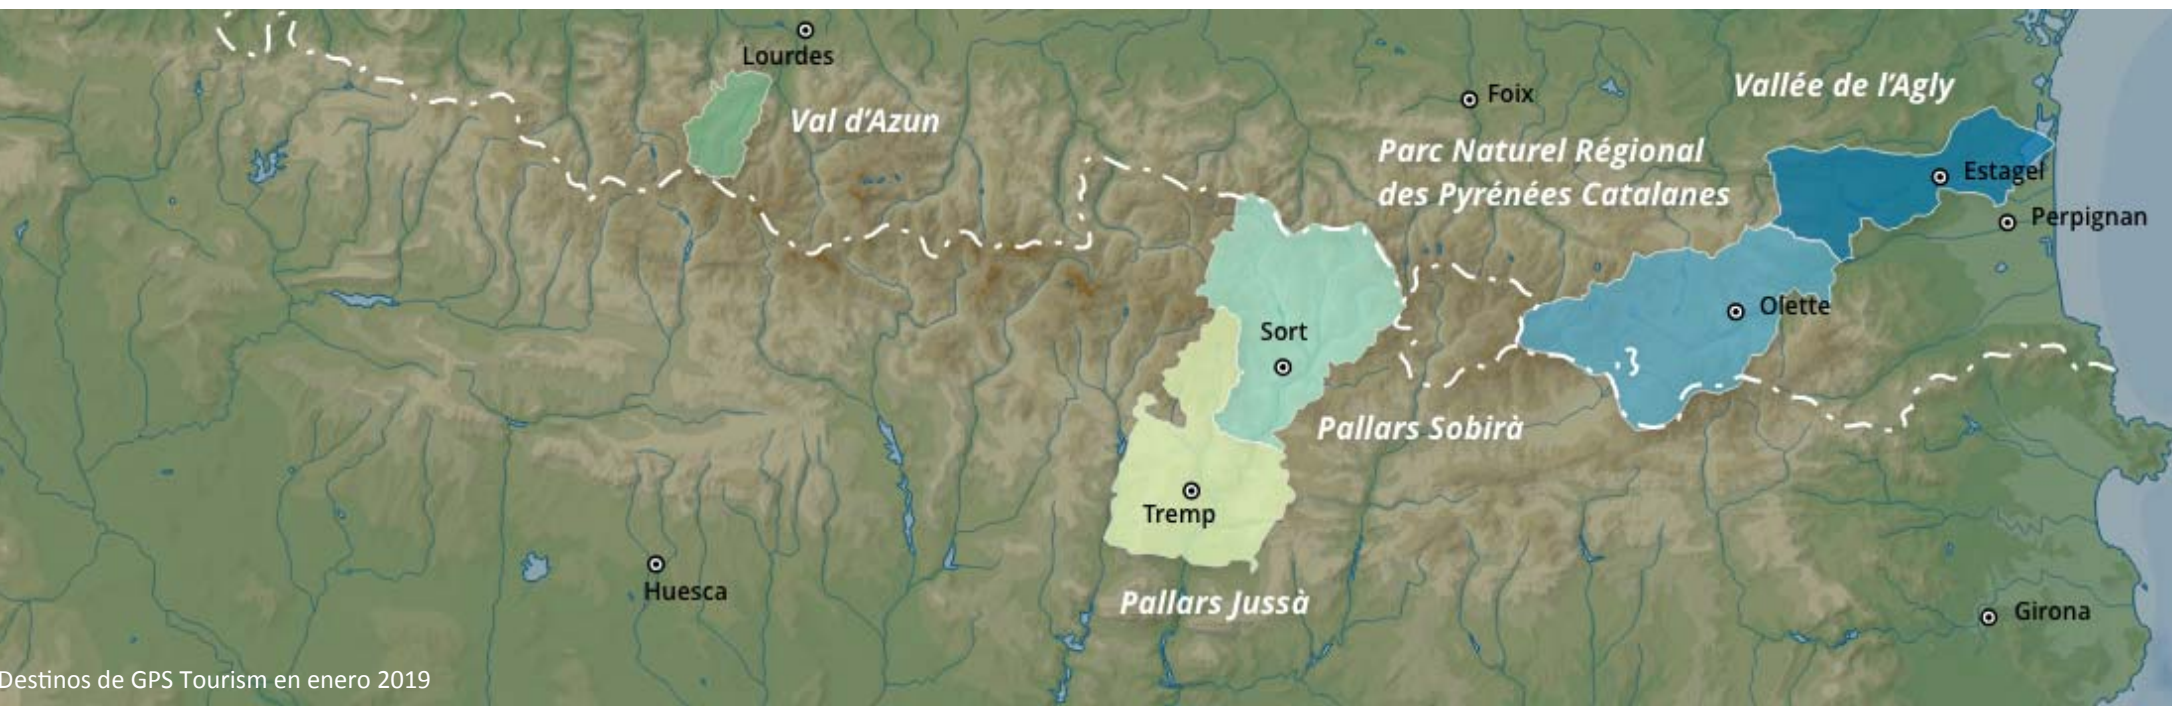 Lourdes
Val d'Azun
Foix
Vallée de l'Agly
Parc Naturel Régional
des Pyrénées Catalanes
Estagel
Perpignan
Olette
Sort
Pallars Sobirà
Tremp
Huesca
Pallars Jussà
Girona
Destinos de GPS Tourism en enero 2019